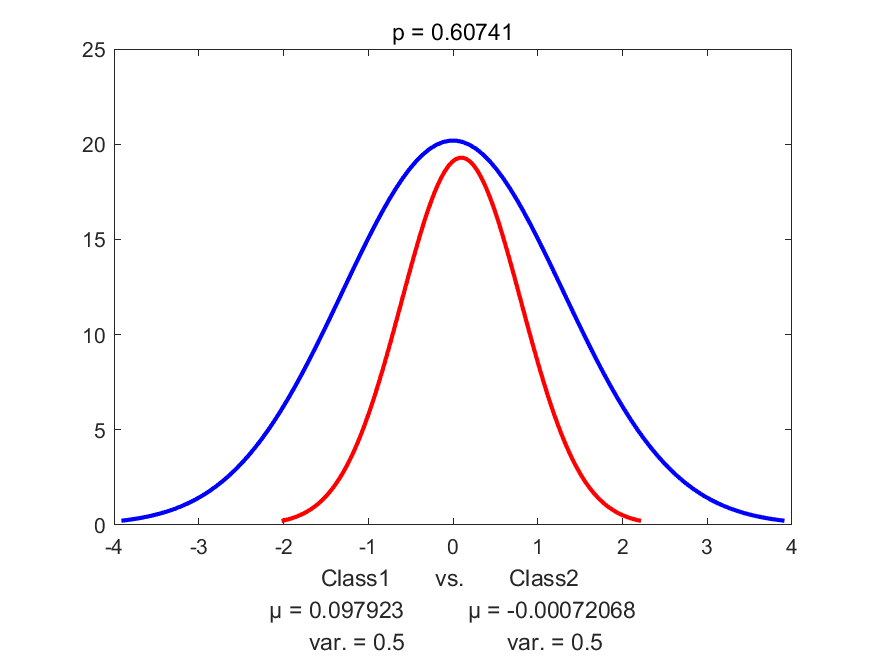 p = 0.60741
25
20
15
10
5
0
-4 -3 -2 -1 0 1 2 3 4
Class1 vs. Class2
μ = 0.097923 μ = -0.00072068
var. = 0.5 var. = 0.5